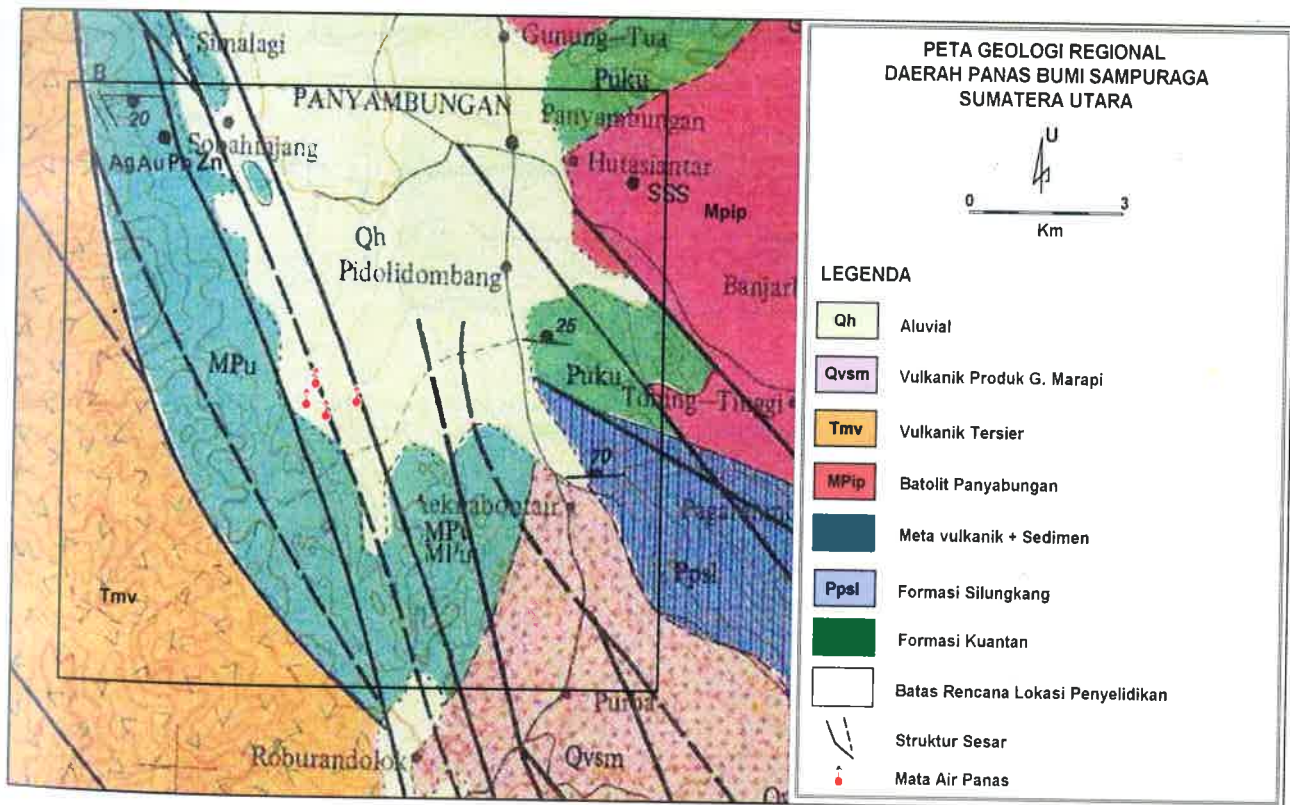 Simalagi
Gunung-Tua
Puku
B
PANYAMBUNGAN
Panyambungan
20
Hutasiantar
AgAuPbZn
SSS
Mpip
Qh
Pidolidombang
25
MPu
Puku
Toning-Tinggi
70
MPu
Ppsl
Tmv
Purba
Roburandolok
Qvsm
PETA GEOLOGI REGIONAL
DAERAH PANAS BUMI SAMPURAGA
SUMATERA UTARA
U
0 3
Km
LEGENDA
Qh Aluvial
Qvsm Vulkanik Produk G. Marapi
Tmv Vulkanik Tersier
MPip Batolit Panyabungan
Meta vulkanik + Sedimen
Ppsl Formasi Silungkang
Formasi Kuantan
Batas Rencana Lokasi Penyelidikan
Struktur Sesar
Mata Air Panas